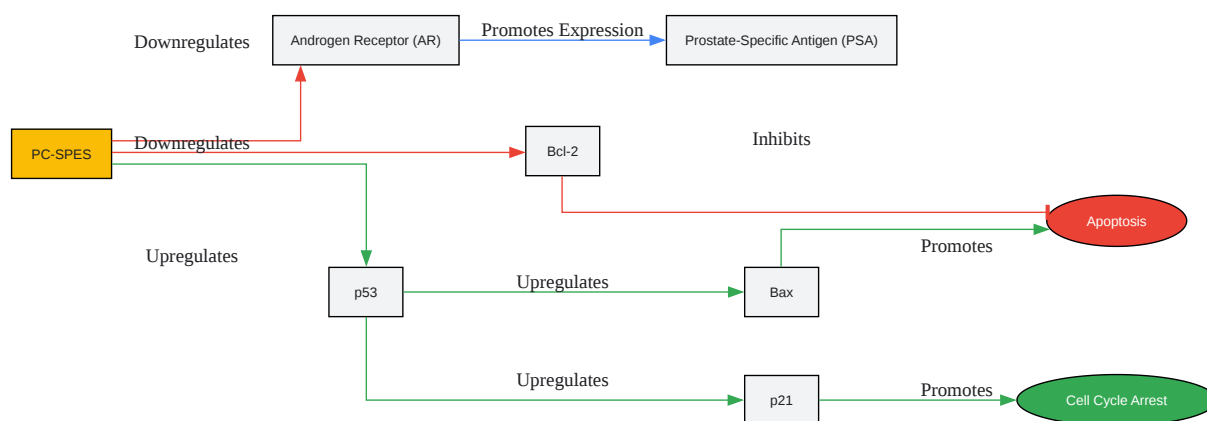 Downregulates
Androgen Receptor (AR)
Promotes Expression
Prostate-Specific Antigen (PSA)
PC-SPES
Downregulates
Bcl-2
Inhibits
Apoptosis
Promotes
Upregulates
p53
Upregulates
Bax
Upregulates
p21
Promotes
Cell Cycle Arrest